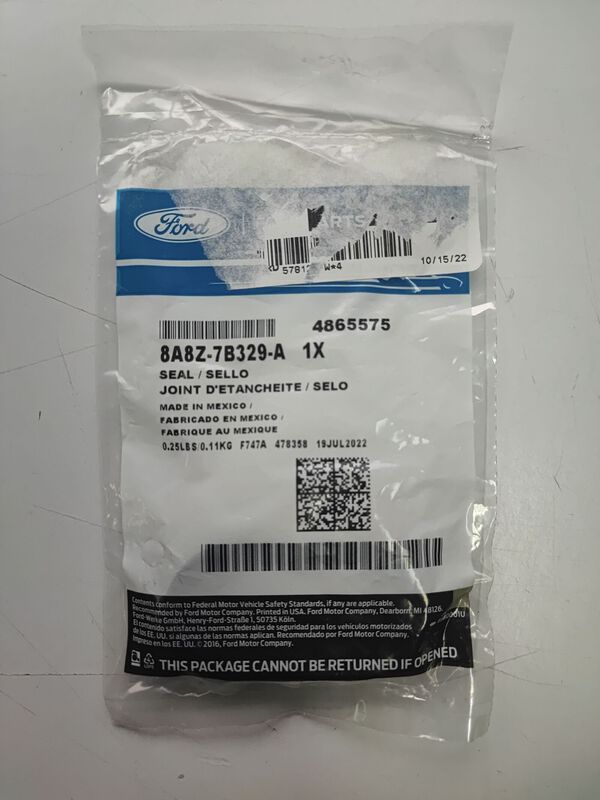 Ford
ARTS
W*4
10/15/22
4865575
8A8Z-7B329-A 1X
SEAL / SELLO
JOINT D'ETANCHEITE / SELO
MADE IN MEXICO /
FABRICADO EN MEXICO /
FABRIQUE AU MEXIQUE
0.25LBS/0.11KG F747A 478358 19JUL2022
Contents conform to Federal Motor Vehicle Safety Standards, if any are applicable.
Recommended by Ford Motor Company. Printed in USA. Ford Motor Company, Dearborn, MI 48126.
Ford-Werke GmbH, Henry-Ford-Straße 1, 50735 Köln.
El contenido satisface las normas federales de seguridad para los vehículos motorizados
de los EE. UU. si algunas de las normas aplican. Recomendado por Ford Motor Company.
Impreso en los EE. UU. © 2016, Ford Motor Company.
THIS PACKAGE CANNOT BE RETURNED IF OPENED